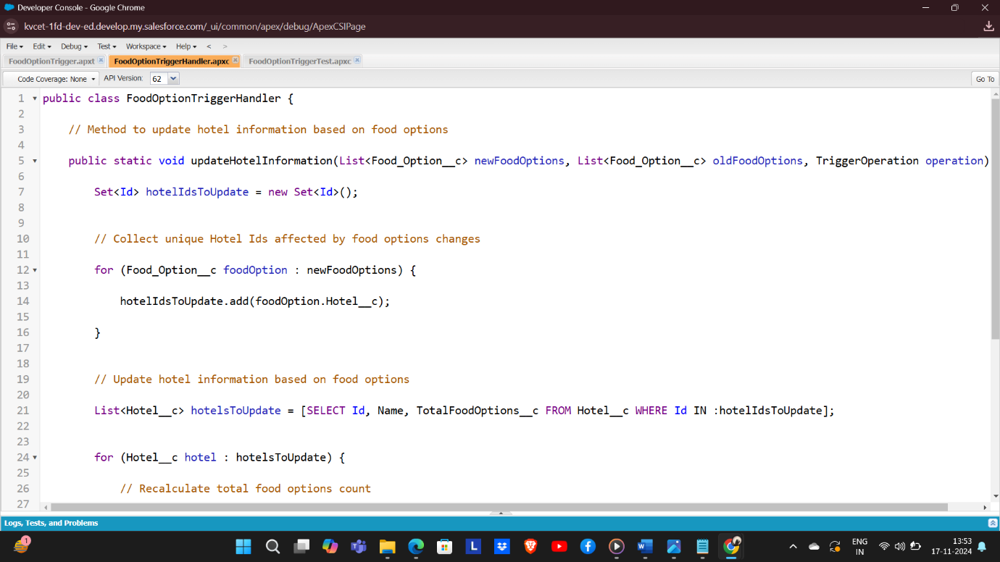 Developer Console - Google Chrome
kvcet-1fd-dev-ed.develop.my.salesforce.com/_ui/common/apex/debug/ApexCSIPage
File Edit Debug Test Workspace Help < >
FoodOptionTrigger.apxt FoodOptionTriggerHandler.apxc FoodOptionTriggerTest.apxc
Code Coverage: None API Version: 62 Go To
1 public class FoodOptionTriggerHandler {
2
3 // Method to update hotel information based on food options
4
5 public static void updateHotelInformation(List<Food_Option__c> newFoodOptions, List<Food_Option__c> oldFoodOptions, TriggerOperation operation)
6
7 Set<Id> hotelIdsToUpdate = new Set<Id>();
8
9
10 // Collect unique Hotel Ids affected by food options changes
11
12 for (Food_Option__c foodOption : newFoodOptions) {
13
14 hotelIdsToUpdate.add(foodOption.Hotel__c);
15
16 }
17
18
19 // Update hotel information based on food options
20
21 List<Hotel__c> hotelsToUpdate = [SELECT Id, Name, TotalFoodOptions__c FROM Hotel__c WHERE Id IN :hotelIdsToUpdate];
22
23
24 for (Hotel__c hotel : hotelsToUpdate) {
25
26 // Recalculate total food options count
27
Logs, Tests, and Problems
1
L
W
ENG
IN
13:53
17-11-2024